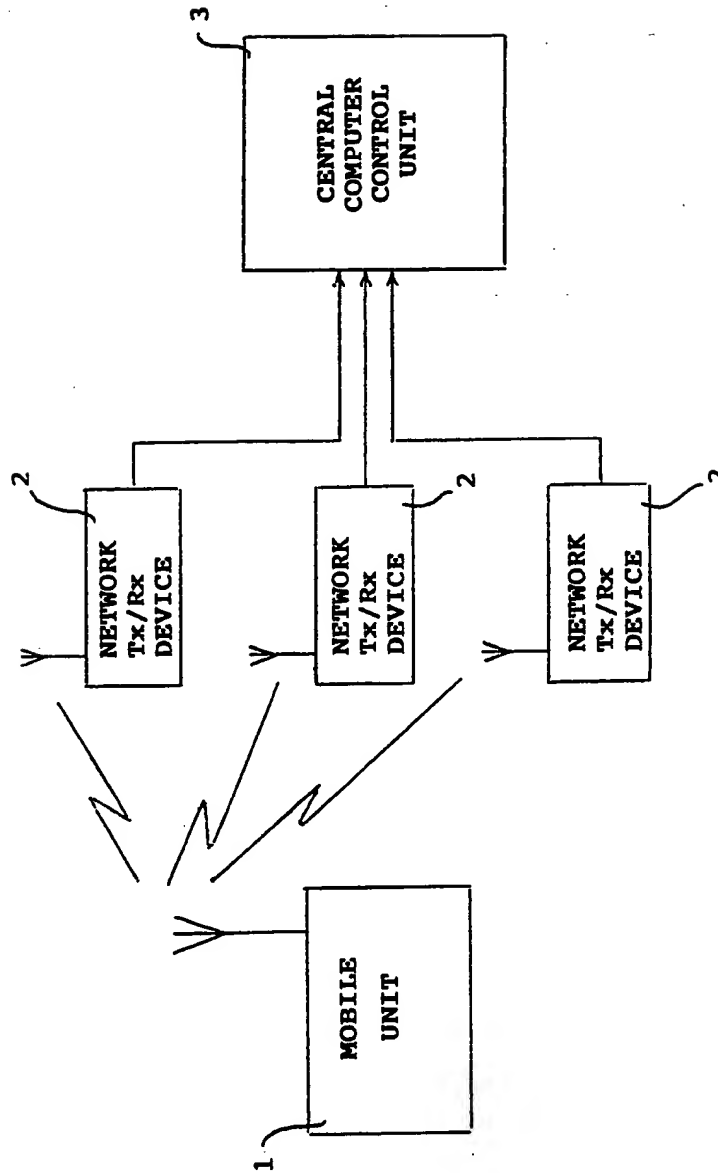 3
CENTRAL
COMPUTER
CONTROL
UNIT
2
NETWORK
Tx/Rx
DEVICE
2
NETWORK
Tx/Rx
DEVICE
2
NETWORK
Tx/Rx
DEVICE
MOBILE
UNIT
1